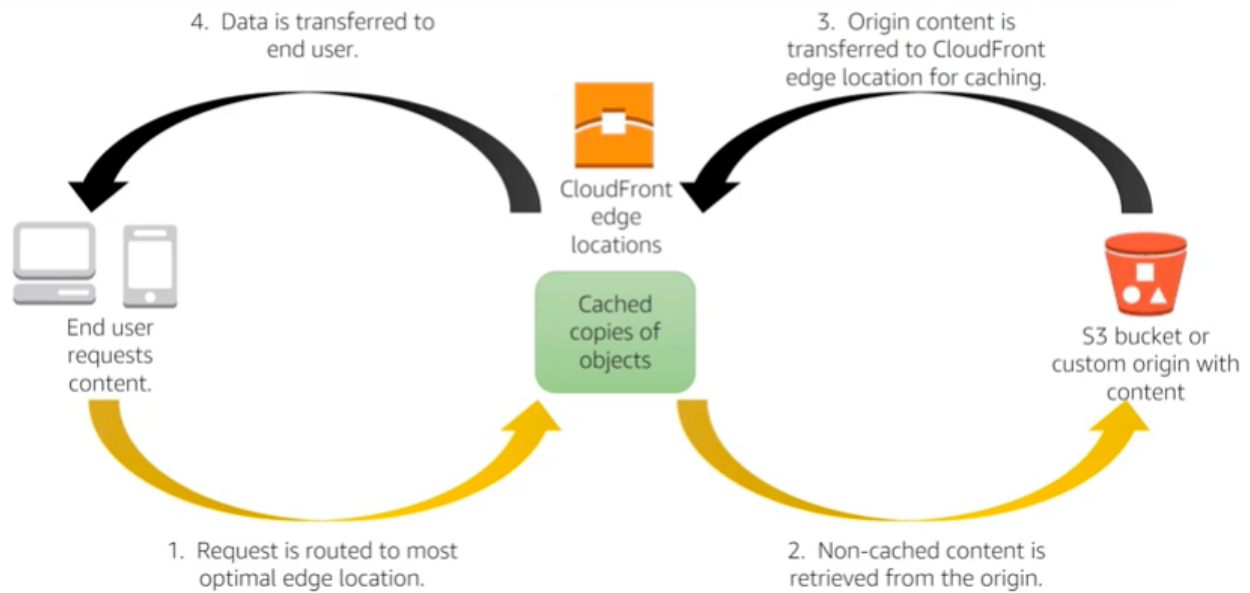 4. Data is transferred to
end user.
3. Origin content is
transferred to CloudFront
edge location for caching.
CloudFront
edge
locations
Cached
copies of
objects
End user
requests
content.
S3 bucket or
custom origin with
content
1. Request is routed to most
optimal edge location.
2. Non-cached content is
retrieved from the origin.